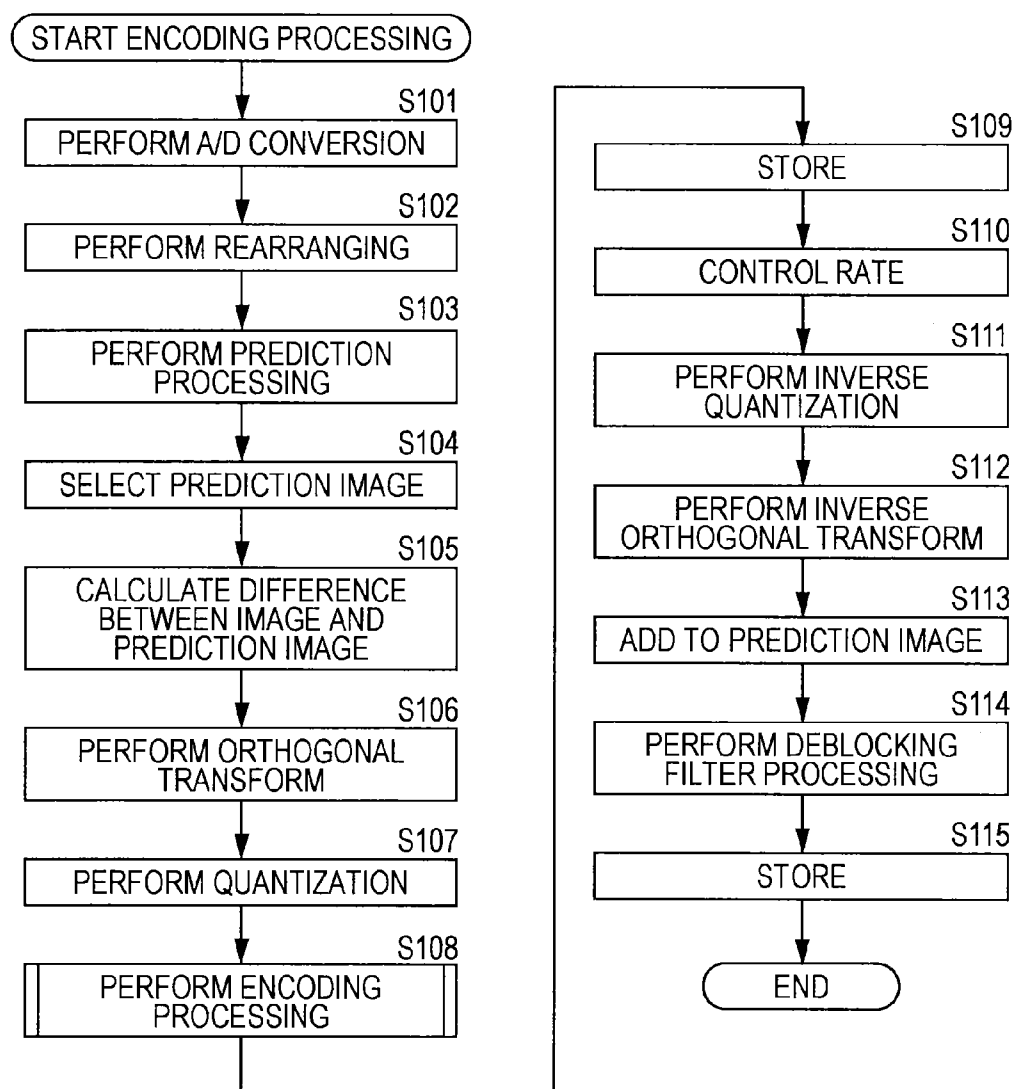 START ENCODING PROCESSING
S101
PERFORM A/D CONVERSION
S102
PERFORM REARRANGING
S103
PERFORM PREDICTION
PROCESSING
S104
SELECT PREDICTION IMAGE
S105
CALCULATE DIFFERENCE
BETWEEN IMAGE AND
PREDICTION IMAGE
S106
PERFORM ORTHOGONAL
TRANSFORM
S107
PERFORM QUANTIZATION
S108
PERFORM ENCODING
PROCESSING
S109
STORE
S110
CONTROL RATE
S111
PERFORM INVERSE
QUANTIZATION
S112
PERFORM INVERSE
ORTHOGONAL TRANSFORM
S113
ADD TO PREDICTION IMAGE
S114
PERFORM DEBLOCKING
FILTER PROCESSING
S115
STORE
END